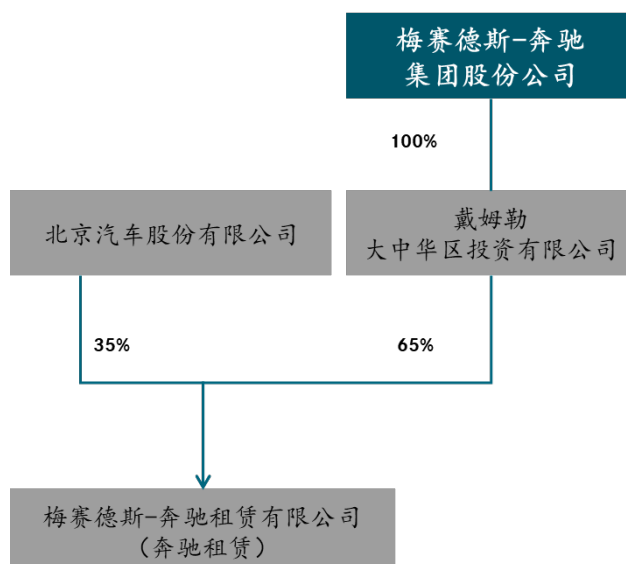 梅赛德斯-奔驰
集团股份公司
100%
北京汽车股份有限公司
戴姆勒
大中华区投资有限公司
35%
65%
梅赛德斯-奔驰租赁有限公司
（奔驰租赁）